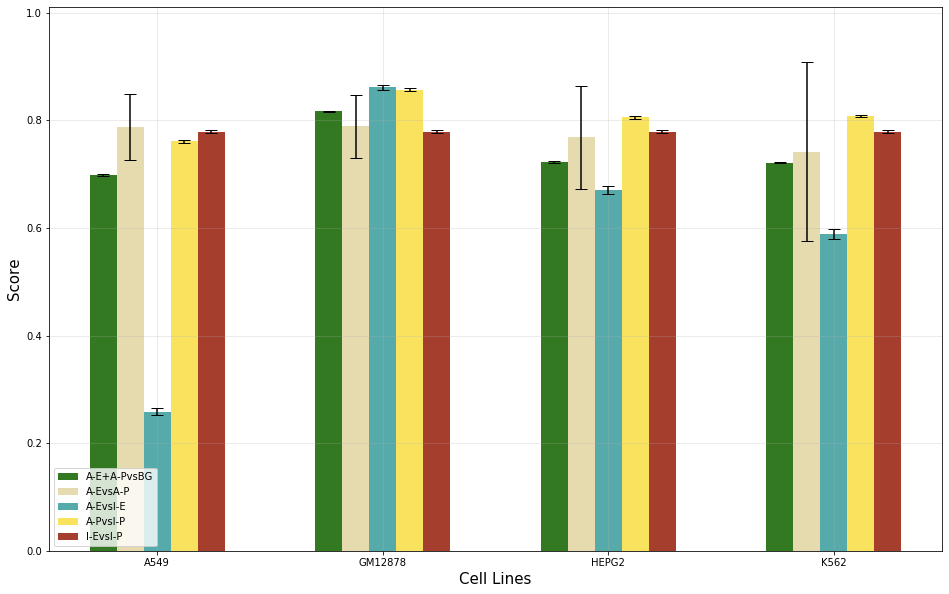 1.0
0.8
0.6
0.4
0.2
0.0
Score
A-E+A-PvsBG
A-EvsA-P
A-EvsI-E
A-PvsI-P
I-EvsI-P
A549
GM12878
HEPG2
K562
Cell Lines